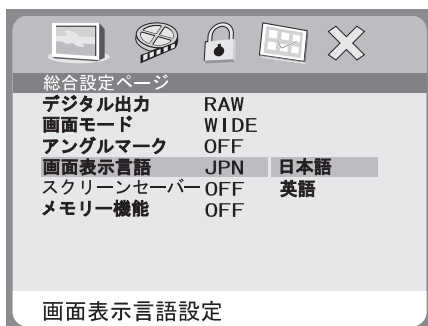 総合設定ページ
デジタル出力 RAW
画面モード WIDE
アングルマーク OFF
画面表示言語 JPN 日本語
スクリーンセーバー OFF 英語
メモリー機能 OFF
画面表示言語設定